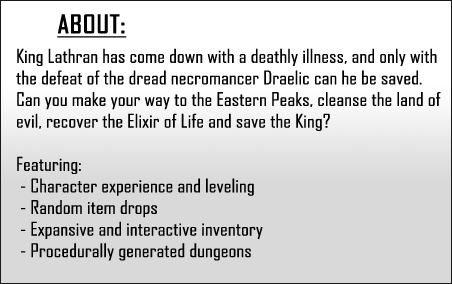 ABOUT:
King Lathran has come down with a deathly illness, and only with
the defeat of the dread necromancer Draelic can he be saved.
Can you make your way to the Eastern Peaks, cleanse the land of
evil, recover the Elixir of Life and save the King?
Featuring:
- Character experience and leveling
- Random item drops
- Expansive and interactive inventory
- Procedurally generated dungeons